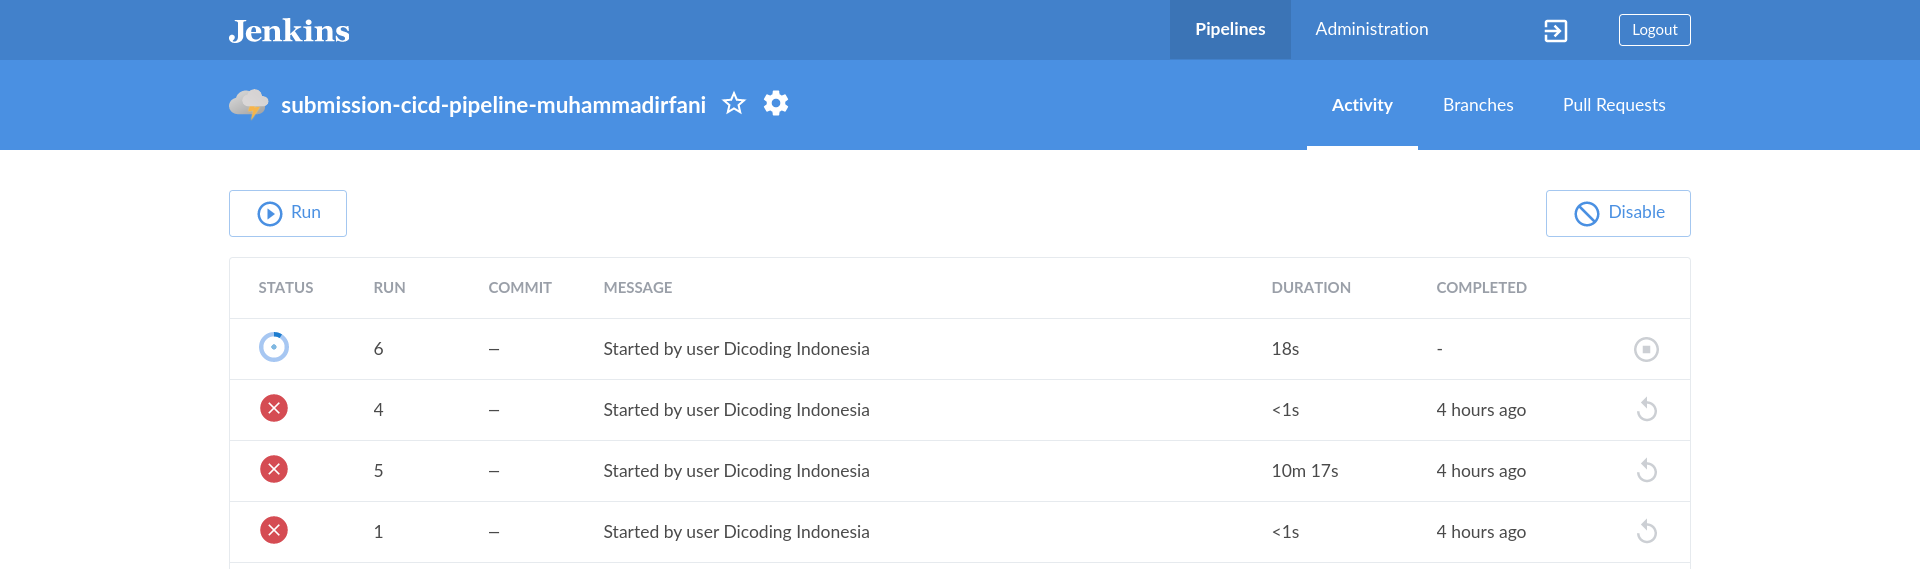 Jenkins Pipelines Administration Logout
submission-cicd-pipeline-muhammadirfani Activity Branches Pull Requests
Run Disable
STATUS RUN COMMIT MESSAGE DURATION COMPLETED
6 – Started by user Dicoding Indonesia 18s -
4 – Started by user Dicoding Indonesia <1s 4 hours ago
5 – Started by user Dicoding Indonesia 10m 17s 4 hours ago
1 – Started by user Dicoding Indonesia <1s 4 hours ago